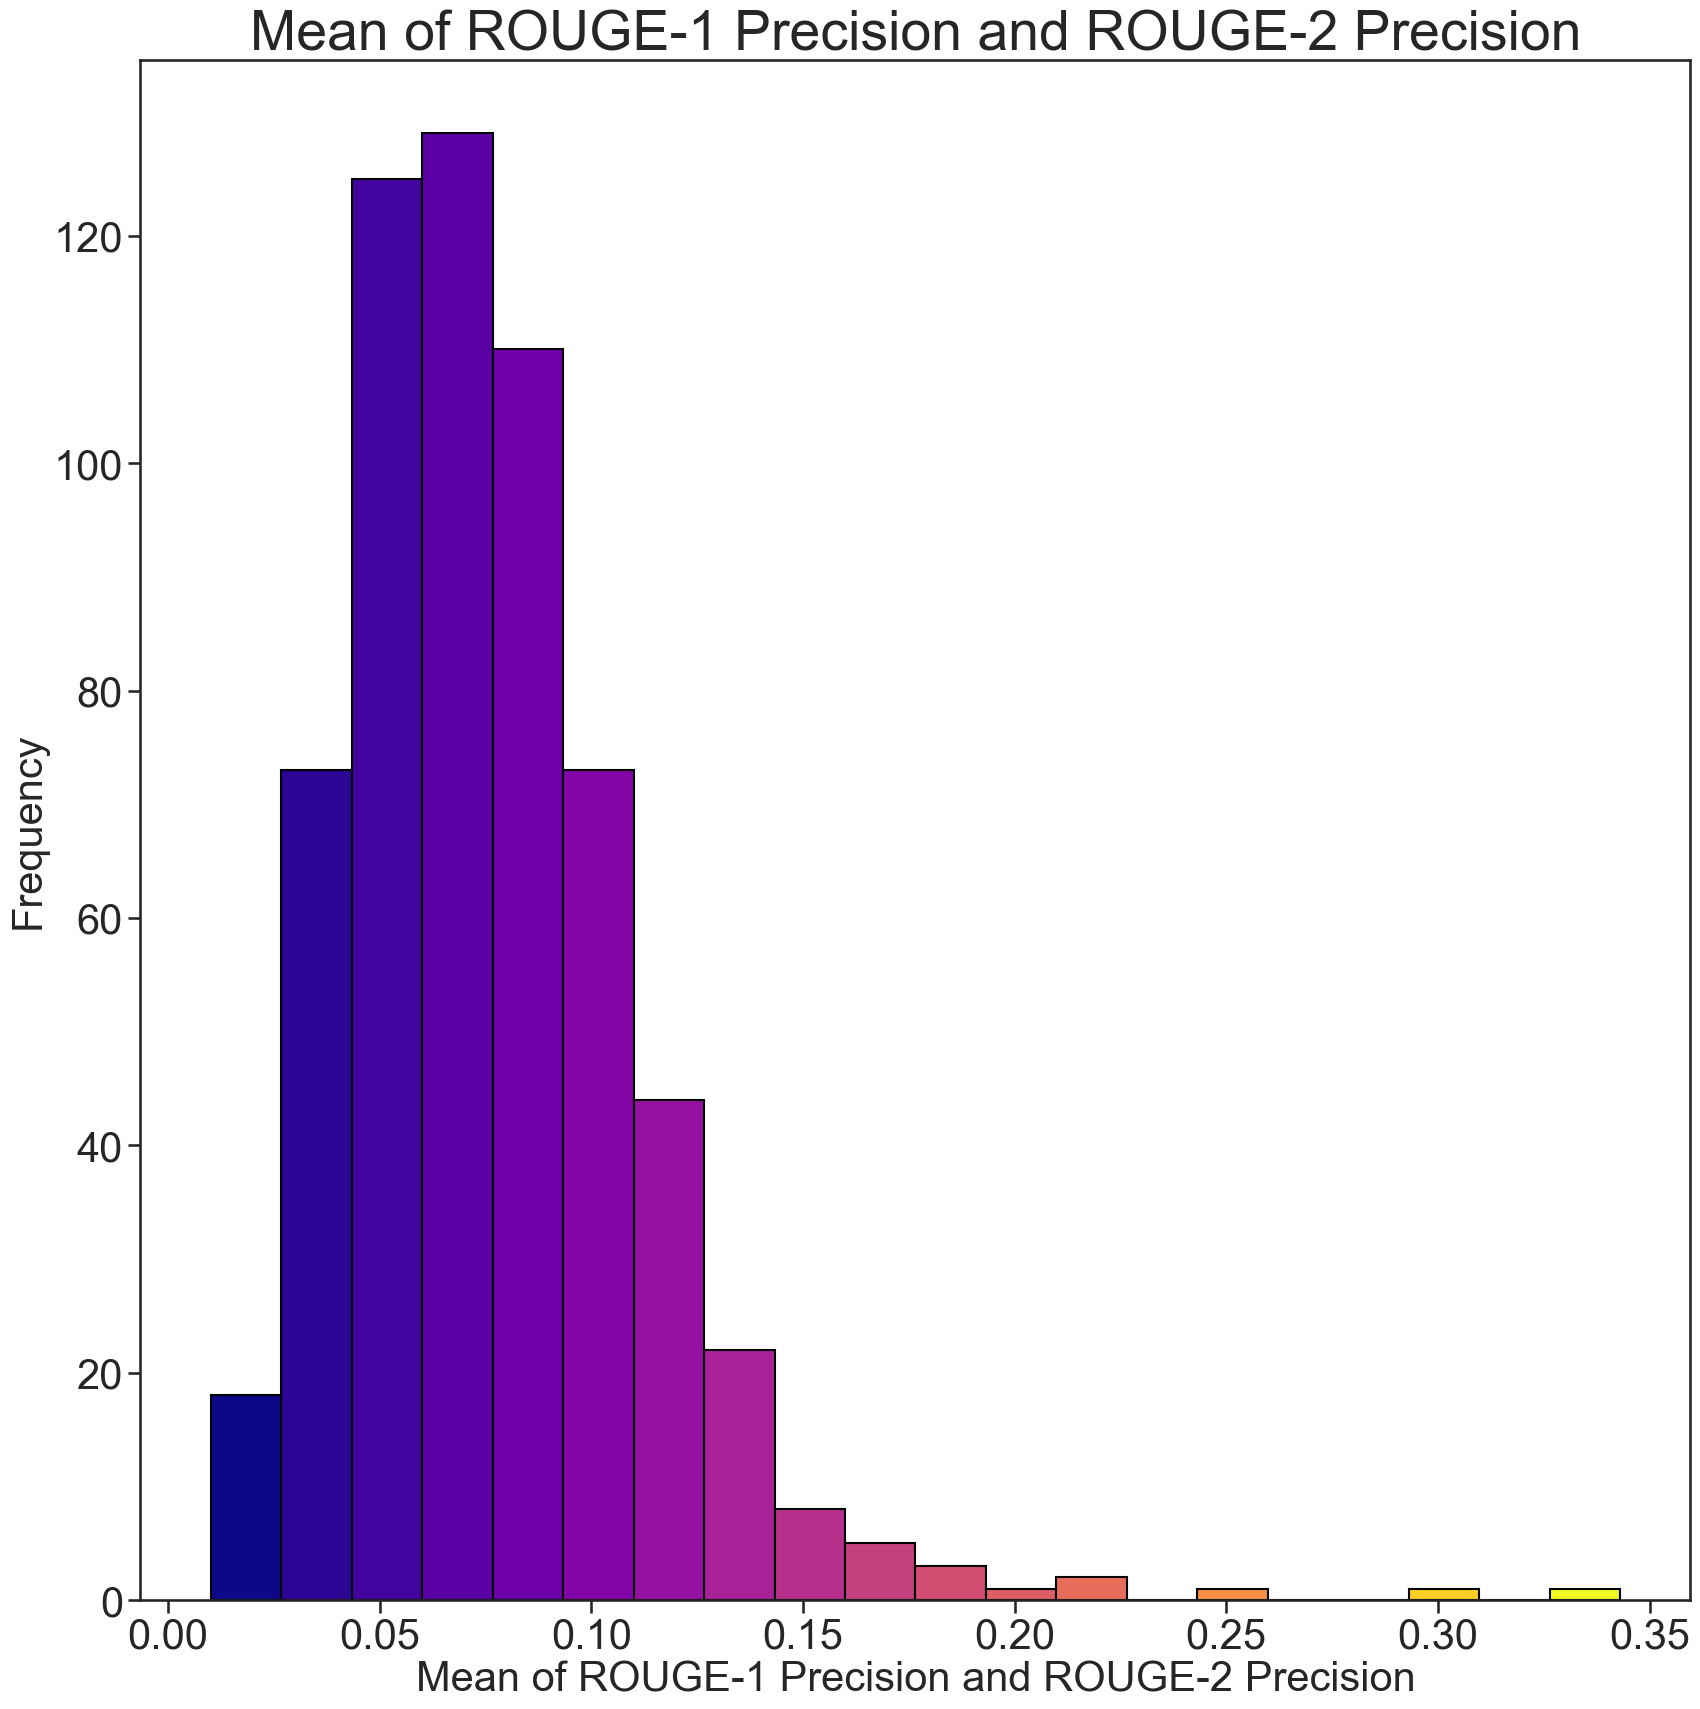 Mean of ROUGE-1 Precision and ROUGE-2 Precision
120
100
80
60
40
20
0
Frequency
0.00 0.05 0.10 0.15 0.20 0.25 0.30 0.35
Mean of ROUGE-1 Precision and ROUGE-2 Precision